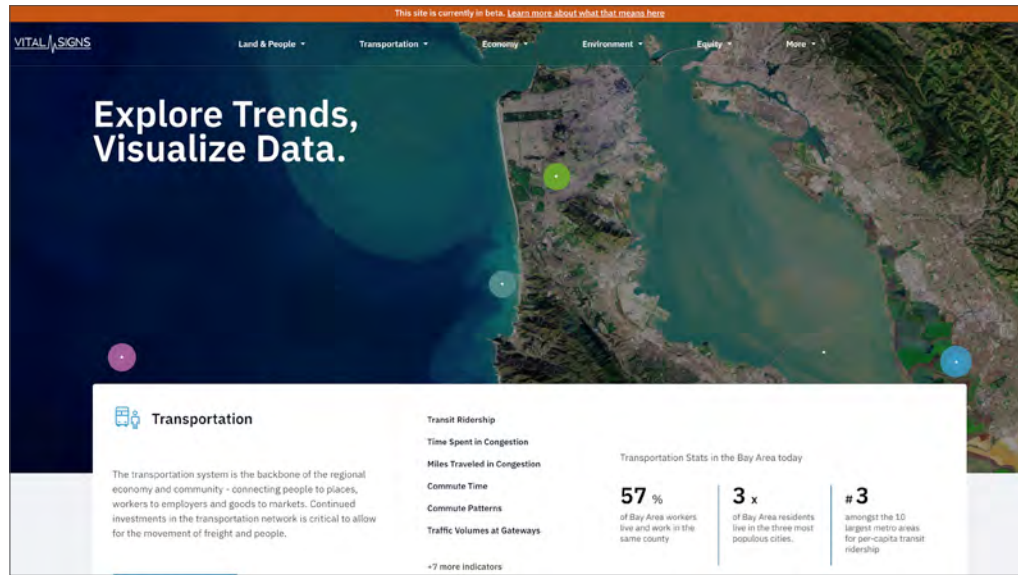 This site is currently in beta. Learn more about what that means here
VITAL SIGNS
Land & People
Transportation
Economy
Environment
Equity
More
Explore Trends,
Visualize Data.
Transportation
The transportation system is the backbone of the regional
economy and community - connecting people to places,
workers to employers and goods to markets. Continued
investments in the transportation network is critical to allow
for the movement of freight and people.
Transit Ridership
Time Spent in Congestion
Miles Traveled in Congestion
Commute Time
Commute Patterns
Traffic Volumes at Gateways
+7 more indicators
Transportation Stats in the Bay Area today
57 %
of Bay Area workers
live and work in the
same county
3 x
of Bay Area residents
live in the three most
populous cities.
# 3
amongst the 10
largest metro areas
for per-capita transit
ridership